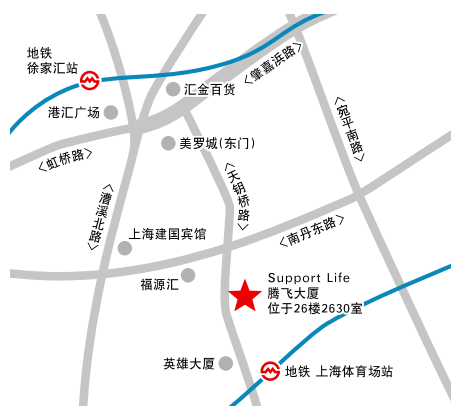 地铁
徐家汇站
<肇嘉浜路>
汇金百货
港汇广场
<宛平南路>
美罗城(东门)
<虹桥路>
<天钥桥路>
<漕溪北路>
<南丹东路>
上海建国宾馆
福源汇
Support Life
腾飞大厦
位于26楼2630室
英雄大厦
地铁 上海体育场站